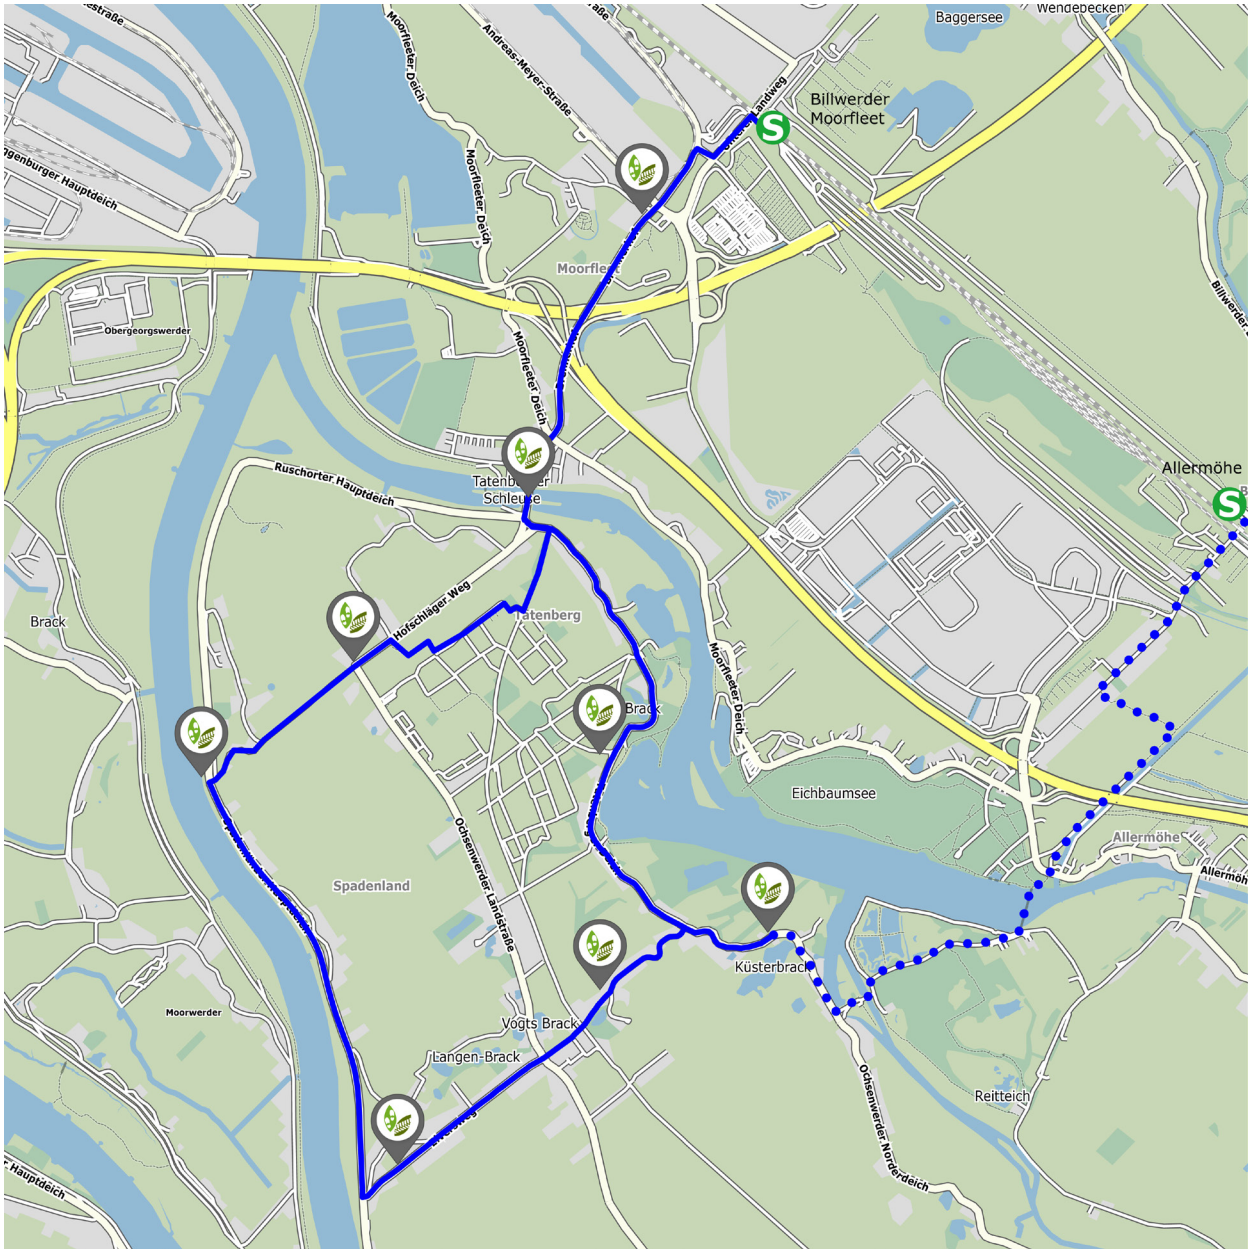 Wendebecken
Baggersee
Moorfleeter Deich
Andreas-Meyer-Straße
Unterer Landweg
Billwerder
Moorfleet
S
Hauptdeich
Moorfleeter Deich
Moorfleet
Obergeorgswerder
Moorfleeter Deich
Allermöhe
S
Ruschorter Hauptdeich
Schleuse
Hofschläger Weg
Tatenberg
Brack
Brack
Moorfleeter Deich
Eichbaumsee
Allermöhe
Ochsenwerder Landstraße
Spadenland
Küsterbrack
Moorwerder
Vogts Brack
Langen-Brack
Reitteich
Ochsenwerder Norderdeich
Hauptdeich